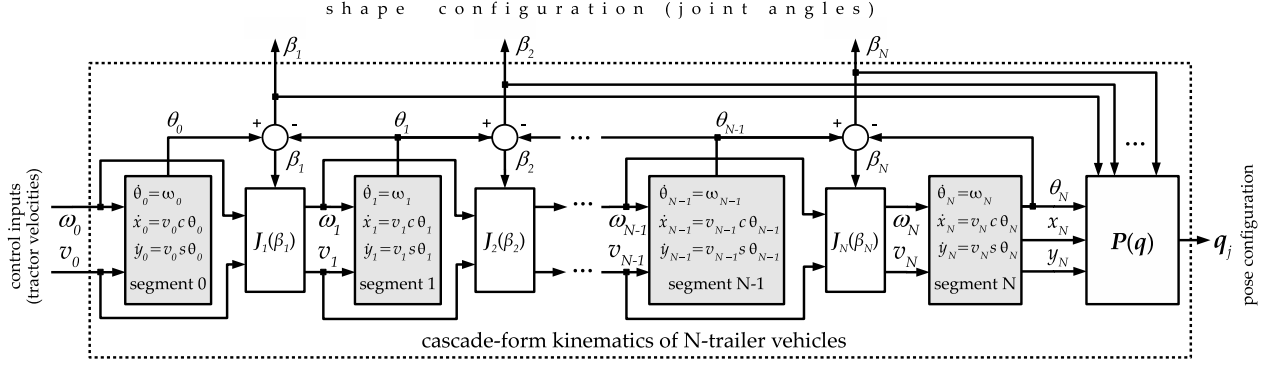 shape configuration (joint angles)
β1 β2 βN
θ0 + - θ1 + - ... θN-1 + - ...
β1 β2 βN
control inputs
(tractor velocities)
ω0
v0
θ̇0=ω0
ẋ0=v0cθ0
ẏ0=v0sθ0
segment 0
J1(β1)
ω1
v1
θ̇1=ω1
ẋ1=v1cθ1
ẏ1=v1sθ1
segment 1
J2(β2)
...
...
ωN-1
vN-1
θ̇N-1=ωN-1
ẋN-1=vN-1cθN-1
ẏN-1=vN-1sθN-1
segment N-1
JN(βN)
ωN
vN
θ̇N=ωN
ẋN=vNcθN
ẏN=vNsθN
segment N
θN
xN
yN
P(q)
qj
pose configuration
cascade-form kinematics of N-trailer vehicles